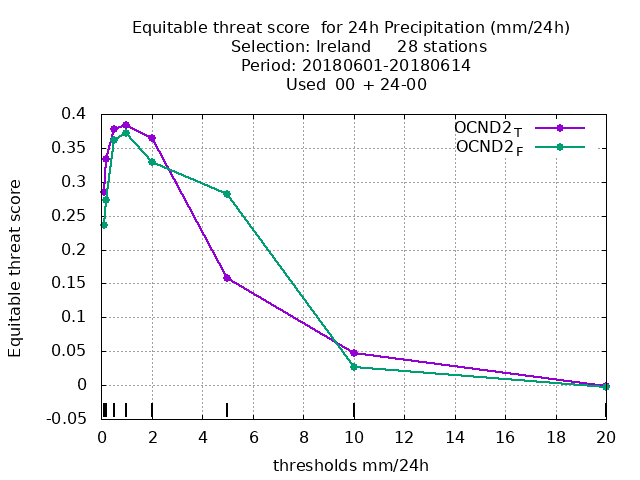 Equitable threat score for 24h Precipitation (mm/24h)
Selection: Ireland 28 stations
Period: 20180601-20180614
Used 00 + 24-00
OCND2T
OCND2F
Equitable threat score
0.4
0.35
0.3
0.25
0.2
0.15
0.1
0.05
0
-0.05
0 2 4 6 8 10 12 14 16 18 20
thresholds mm/24h